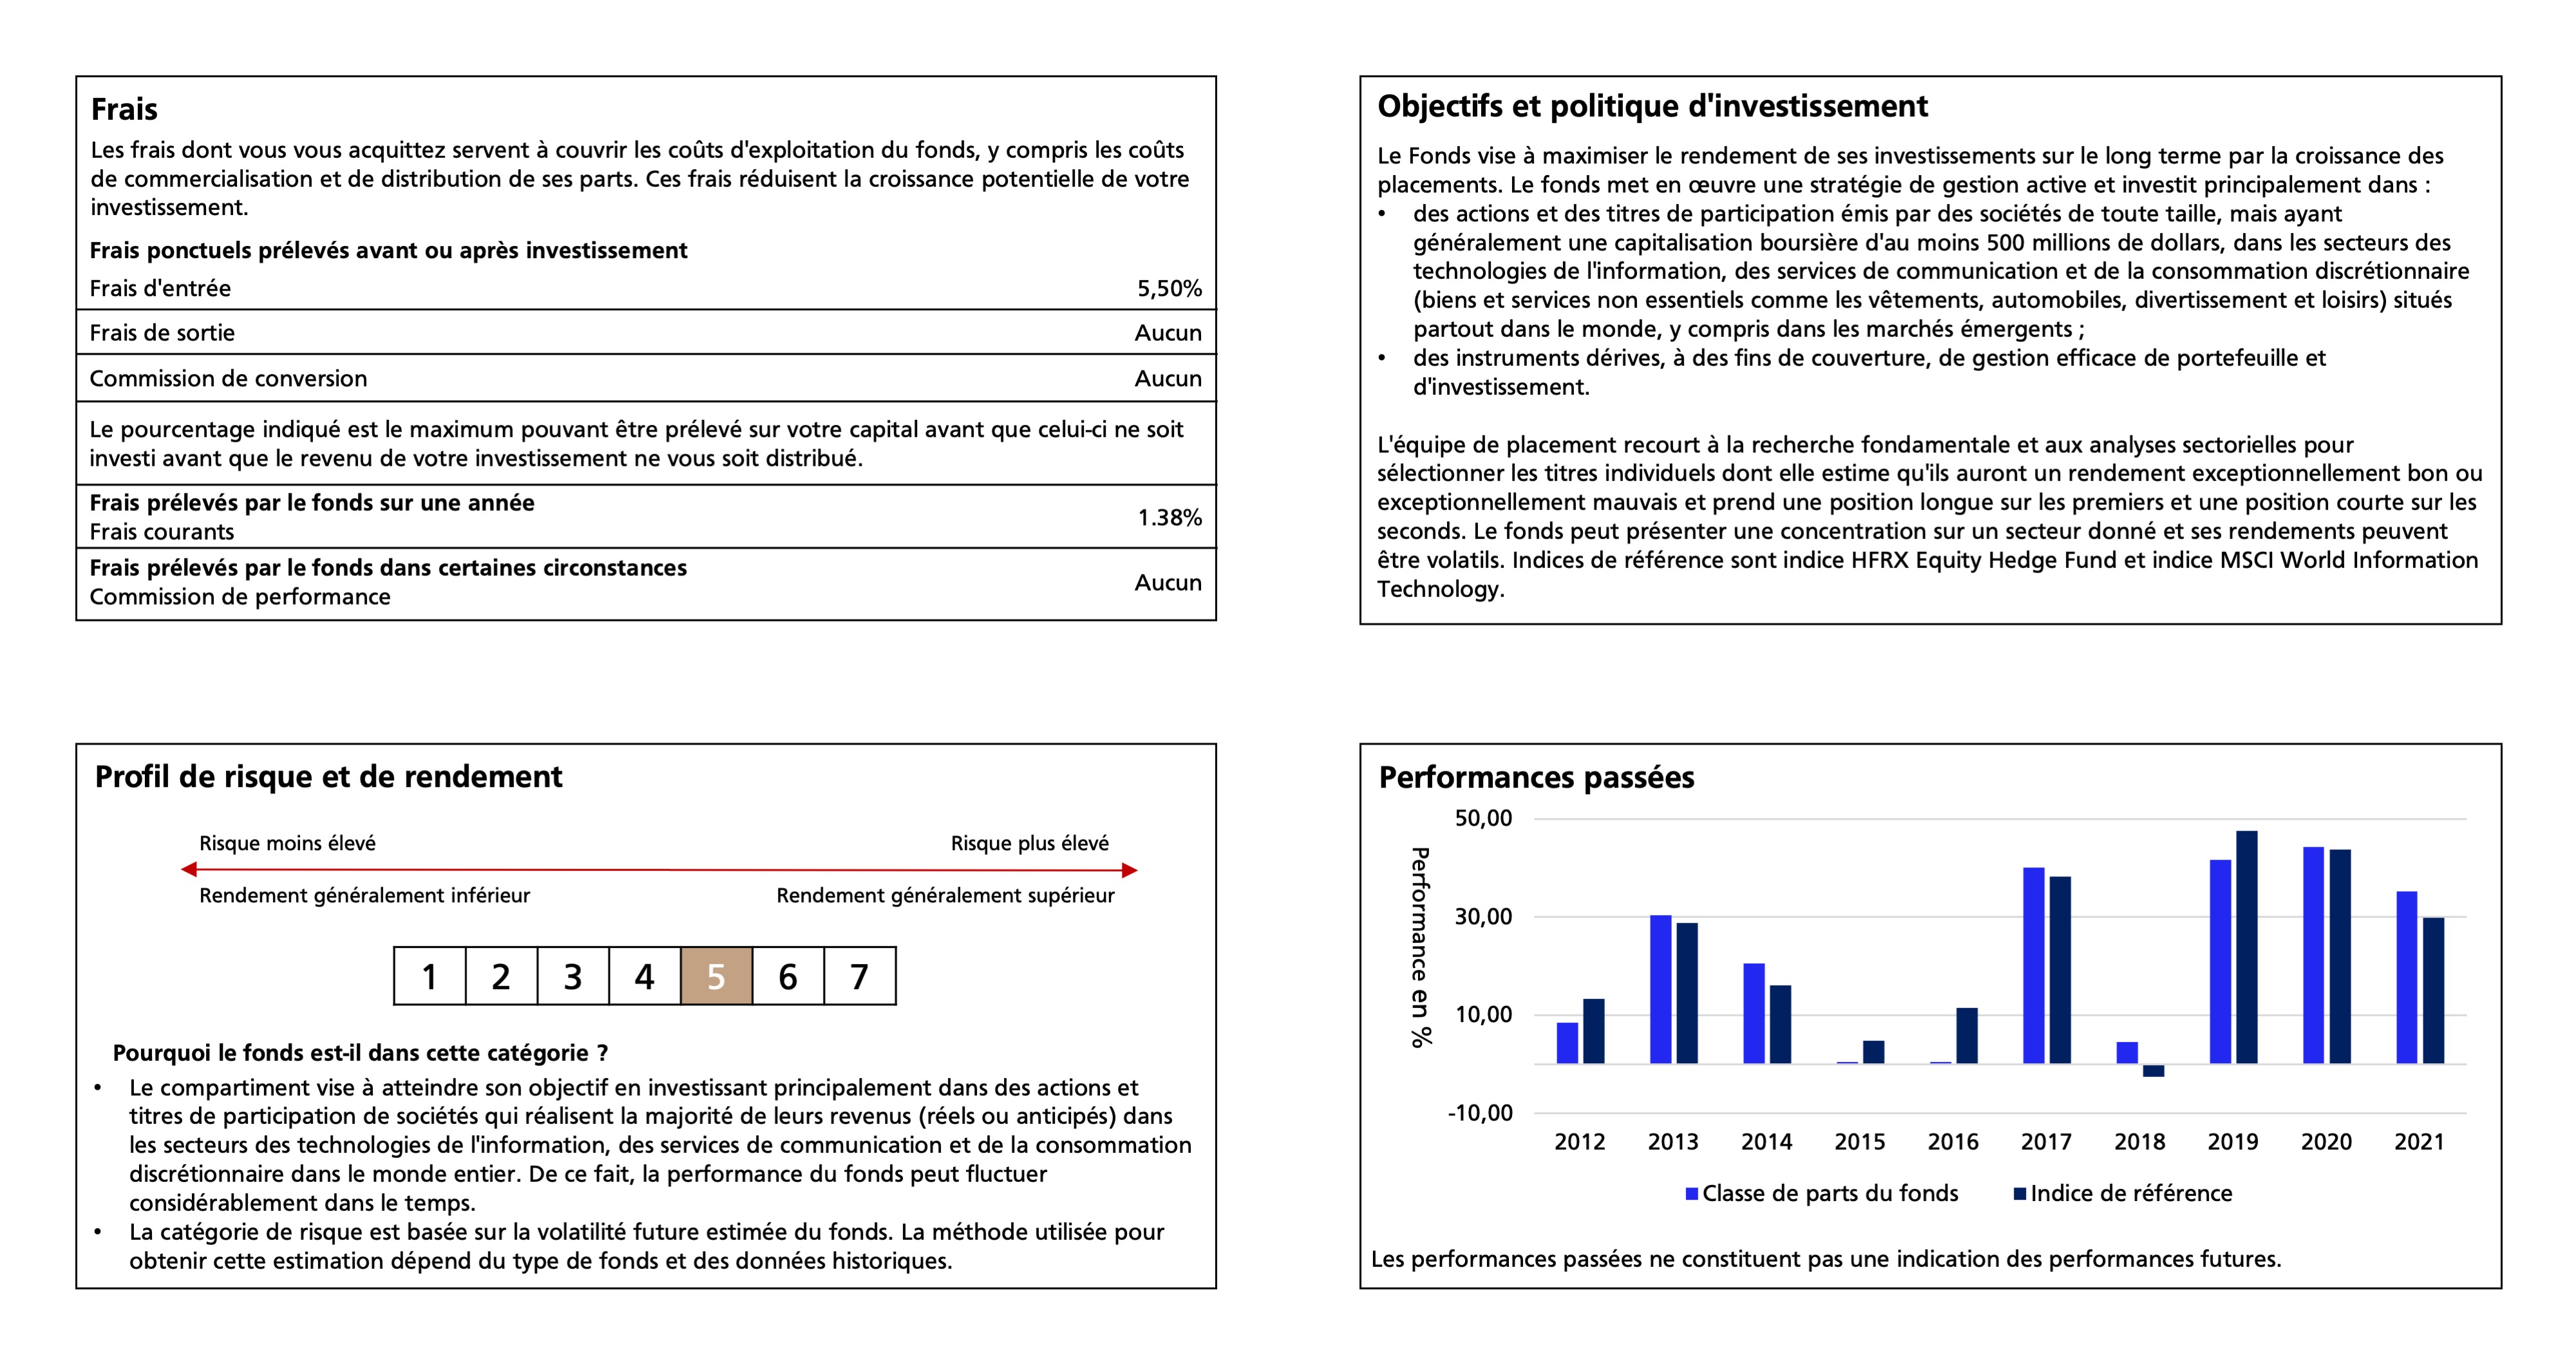 Frais
Les frais dont vous vous acquittez servent à couvrir les coûts d'exploitation du fonds, y compris les coûts
de commercialisation et de distribution de ses parts. Ces frais réduisent la croissance potentielle de votre
investissement.
Frais ponctuels prélevés avant ou après investissement
Frais d'entrée 5,50%
Frais de sortie Aucun
Commission de conversion Aucun
Le pourcentage indiqué est le maximum pouvant être prélevé sur votre capital avant que celui-ci ne soit
investi avant que le revenu de votre investissement ne vous soit distribué.
Frais prélevés par le fonds sur une année
Frais courants 1.38%
Frais prélevés par le fonds dans certaines circonstances
Commission de performance Aucun
Objectifs et politique d'investissement
Le Fonds vise à maximiser le rendement de ses investissements sur le long terme par la croissance des
placements. Le fonds met en œuvre une stratégie de gestion active et investit principalement dans :
• des actions et des titres de participation émis par des sociétés de toute taille, mais ayant
généralement une capitalisation boursière d'au moins 500 millions de dollars, dans les secteurs des
technologies de l'information, des services de communication et de la consommation discrétionnaire
(biens et services non essentiels comme les vêtements, automobiles, divertissement et loisirs) situés
partout dans le monde, y compris dans les marchés émergents ;
• des instruments dérives, à des fins de couverture, de gestion efficace de portefeuille et
d'investissement.
L'équipe de placement recourt à la recherche fondamentale et aux analyses sectorielles pour
sélectionner les titres individuels dont elle estime qu'ils auront un rendement exceptionnellement bon ou
exceptionnellement mauvais et prend une position longue sur les premiers et une position courte sur les
seconds. Le fonds peut présenter une concentration sur un secteur donné et ses rendements peuvent
être volatils. Indices de référence sont indice HFRX Equity Hedge Fund et indice MSCI World Information
Technology.
Profil de risque et de rendement
Risque moins élevé Risque plus élevé
Rendement généralement inférieur Rendement généralement supérieur
1 2 3 4 5 6 7
Pourquoi le fonds est-il dans cette catégorie ?
• Le compartiment vise à atteindre son objectif en investissant principalement dans des actions et
titres de participation de sociétés qui réalisent la majorité de leurs revenus (réels ou anticipés) dans
les secteurs des technologies de l'information, des services de communication et de la consommation
discrétionnaire dans le monde entier. De ce fait, la performance du fonds peut fluctuer
considérablement dans le temps.
• La catégorie de risque est basée sur la volatilité future estimée du fonds. La méthode utilisée pour
obtenir cette estimation dépend du type de fonds et des données historiques.
Performances passées
Performance en %
50,00
30,00
10,00
-10,00
2012 2013 2014 2015 2016 2017 2018 2019 2020 2021
Classe de parts du fonds Indice de référence
Les performances passées ne constituent pas une indication des performances futures.